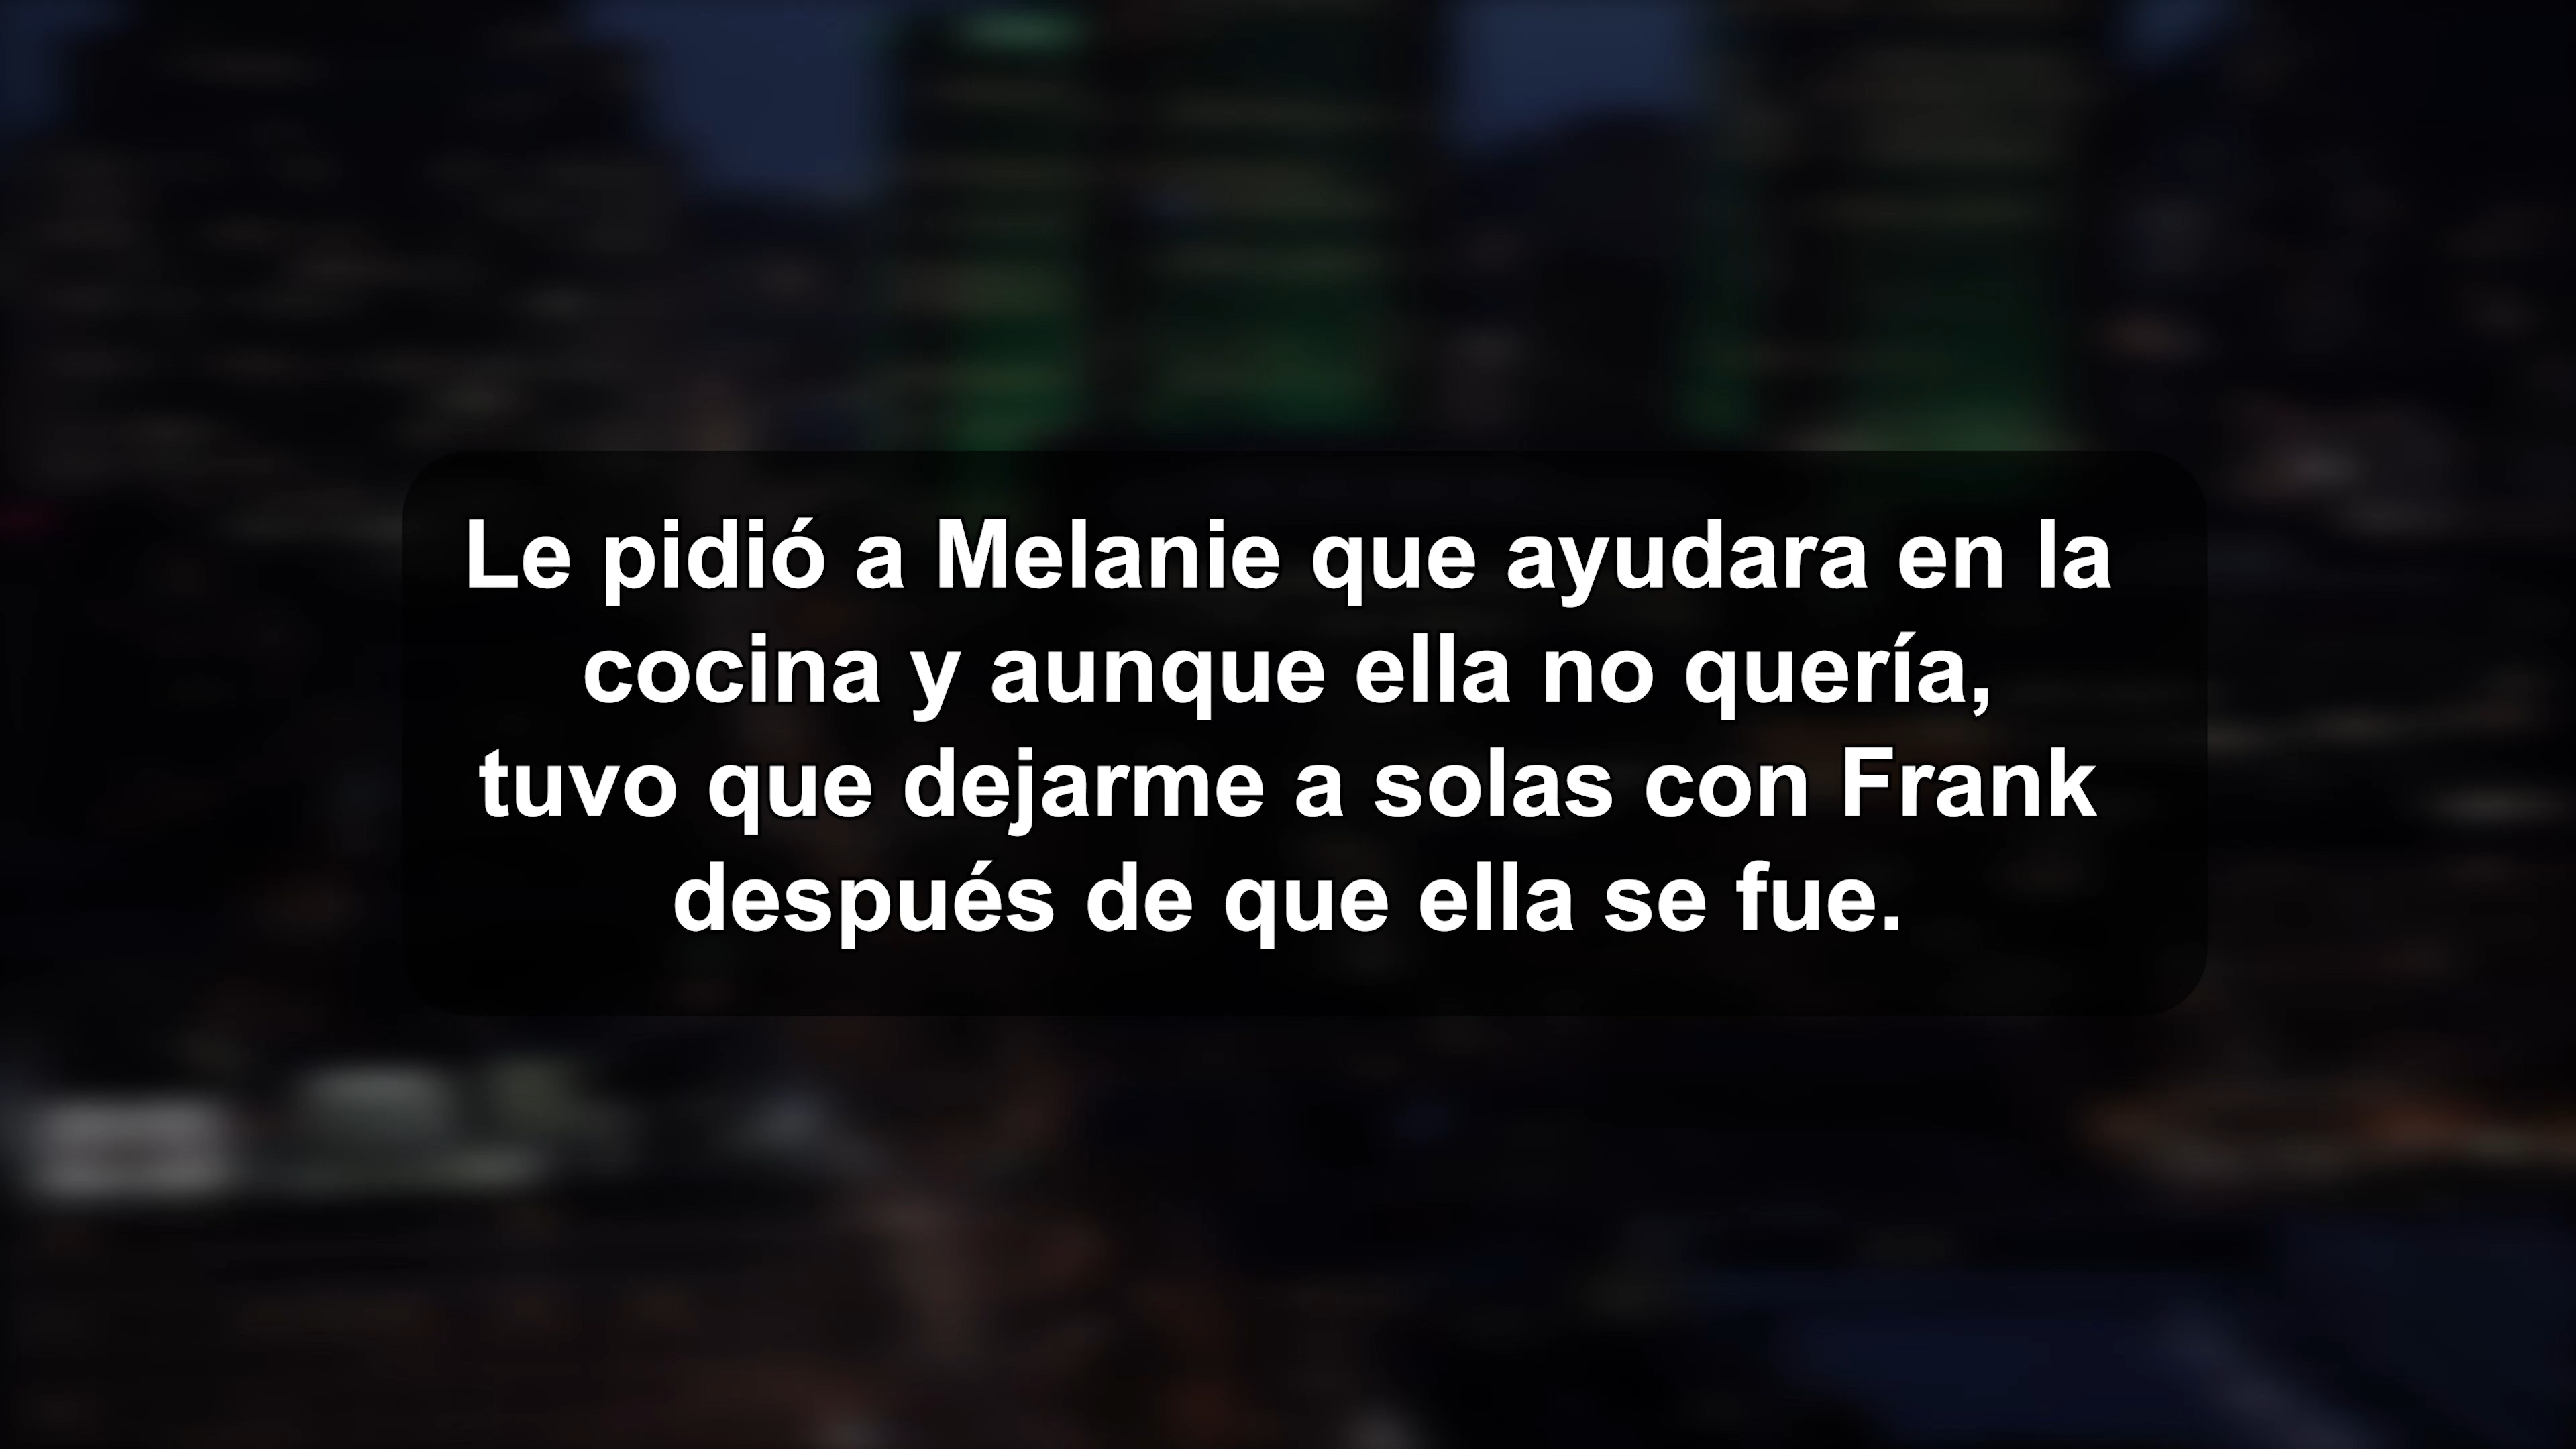 Le pidió a Melanie que ayudara en la
cocina y aunque ella no quería,
tuvo que dejarme a solas con Frank
después de que ella se fue.